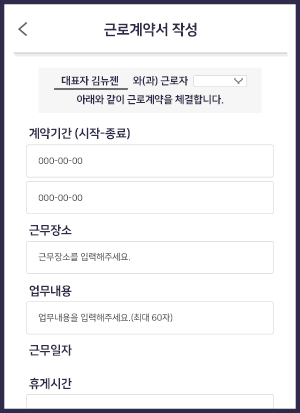 근로계약서 작성
대표자 김뉴젠 와(과) 근로자
아래와 같이 근로계약을 체결합니다.
계약기간 (시작-종료)
000-00-00
000-00-00
근무장소
근무장소를 입력해주세요.
업무내용
업무내용을 입력해주세요.(최대 60자)
근무일자
휴게시간